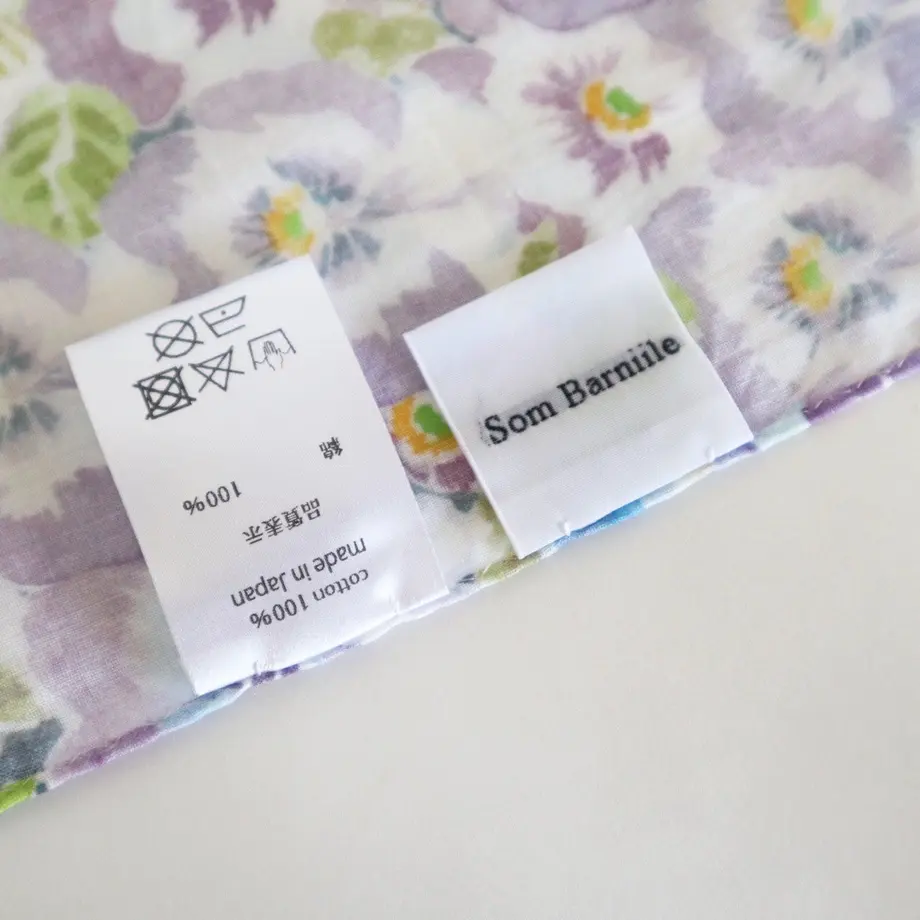 cotton 100%
made in Japan
品質表示
綿
100%
Som Barniile